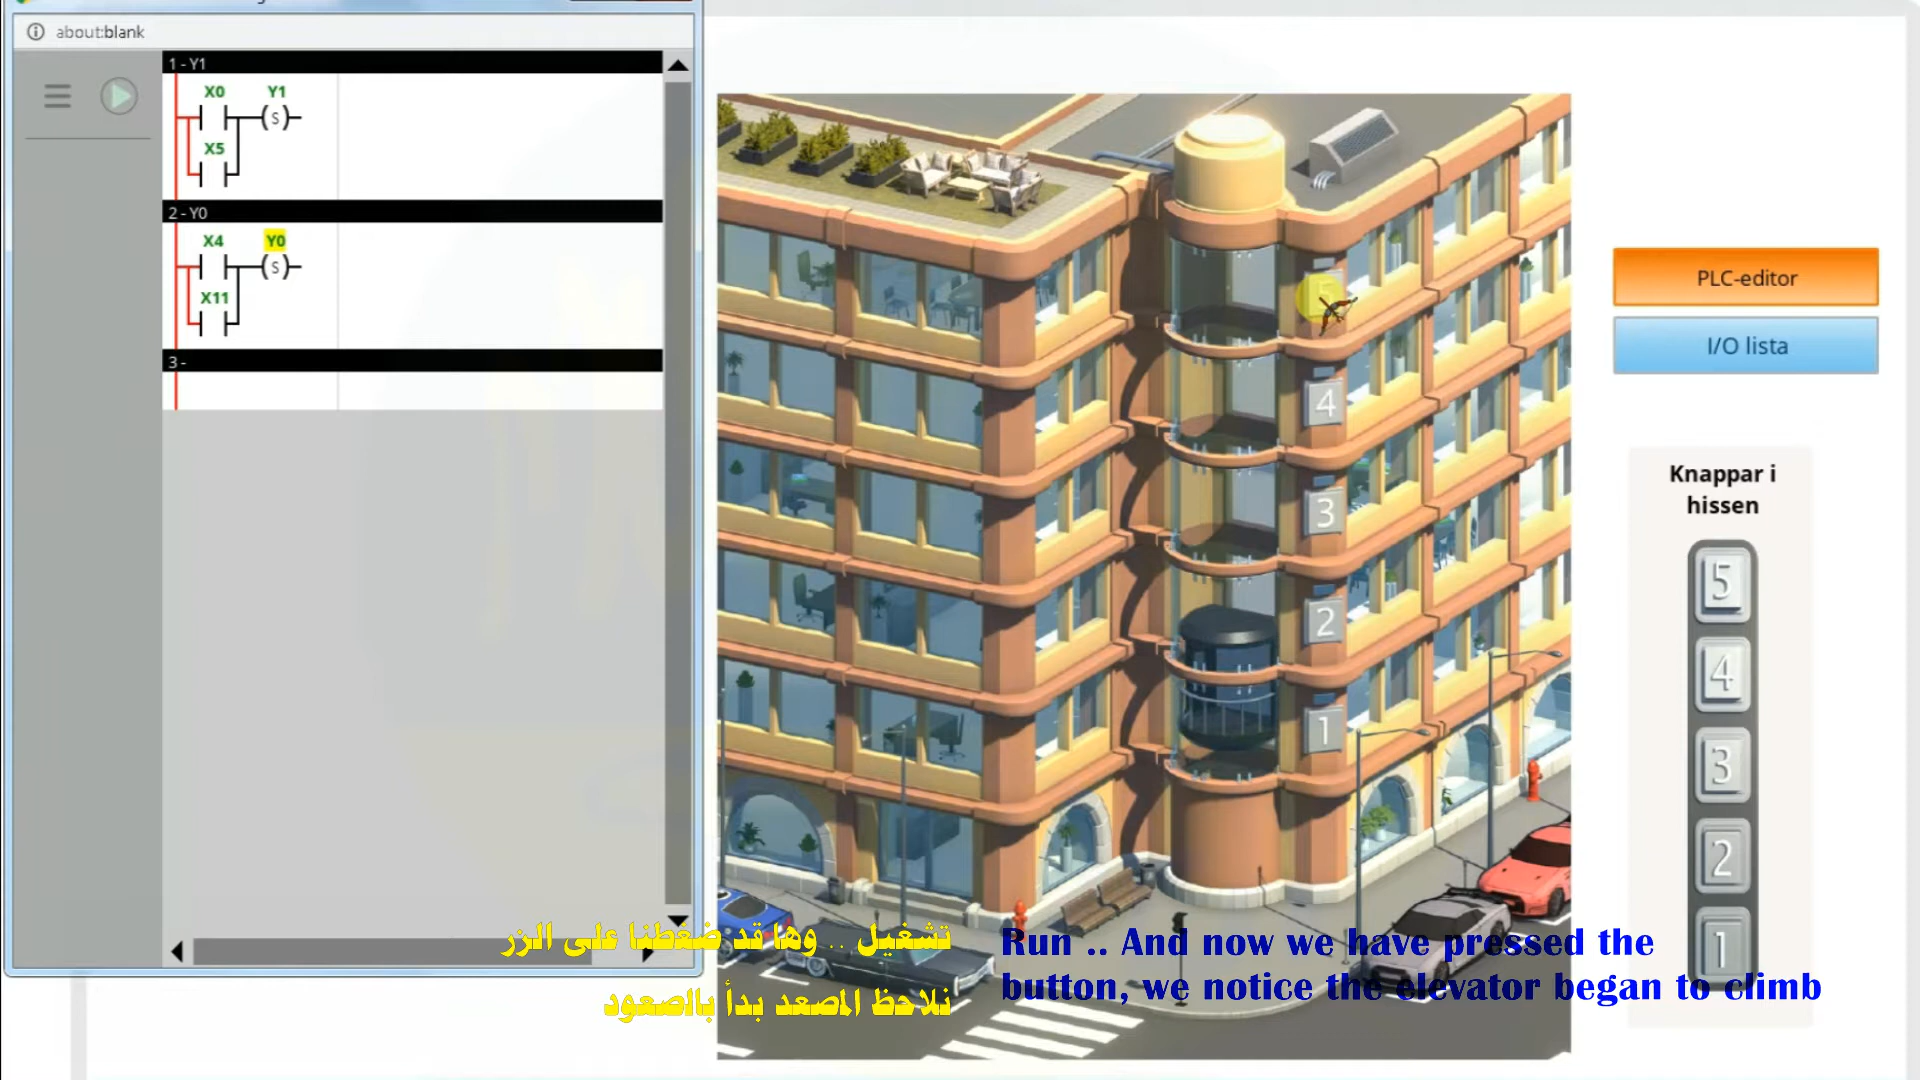 about:blank
1 - Y1
X0 Y1
S
X5
2 - Y0
X4 Y0
S
X11
3 -
5
4
3
2
1
PLC-editor
I/O lista
Knappar i
hissen
5
4
3
2
1
تشغيل .. وها قد ضغطنا على الزر
نلاحظ المصعد بدأ بالصعود
Run .. And now we have pressed the
button, we notice the elevator began to climb